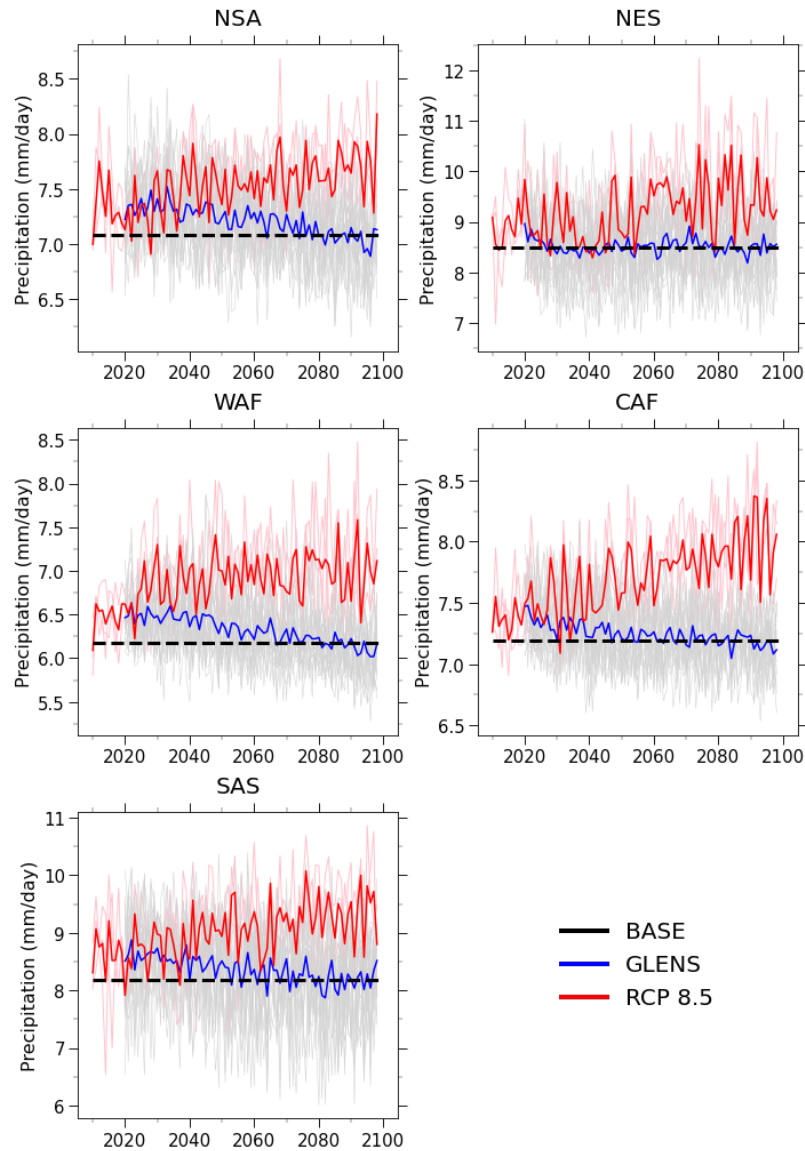 NSA
NES
Precipitation (mm/day)
8.5
8.0
7.5
7.0
6.5
2020 2040 2060 2080 2100
Precipitation (mm/day)
12
11
10
9
8
7
2020 2040 2060 2080 2100
WAF
CAF
Precipitation (mm/day)
8.5
8.0
7.5
7.0
6.5
6.0
5.5
2020 2040 2060 2080 2100
Precipitation (mm/day)
8.5
8.0
7.5
7.0
6.5
2020 2040 2060 2080 2100
SAS
Precipitation (mm/day)
11
10
9
8
7
6
2020 2040 2060 2080 2100
BASE
GLENS
RCP 8.5